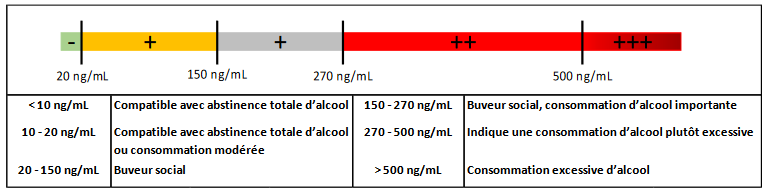 - + + ++ +++
20 ng/mL 150 ng/mL 270 ng/mL 500 ng/mL
< 10 ng/mL Compatible avec abstinence totale d'alcool 150 - 270 ng/mL Buveur social, consommation d'alcool importante
10 - 20 ng/mL Compatible avec abstinence totale d'alcool 270 - 500 ng/mL Indique une consommation d'alcool plutôt excessive
ou consommation modérée
20 - 150 ng/mL Buveur social > 500 ng/mL Consommation excessive d'alcool